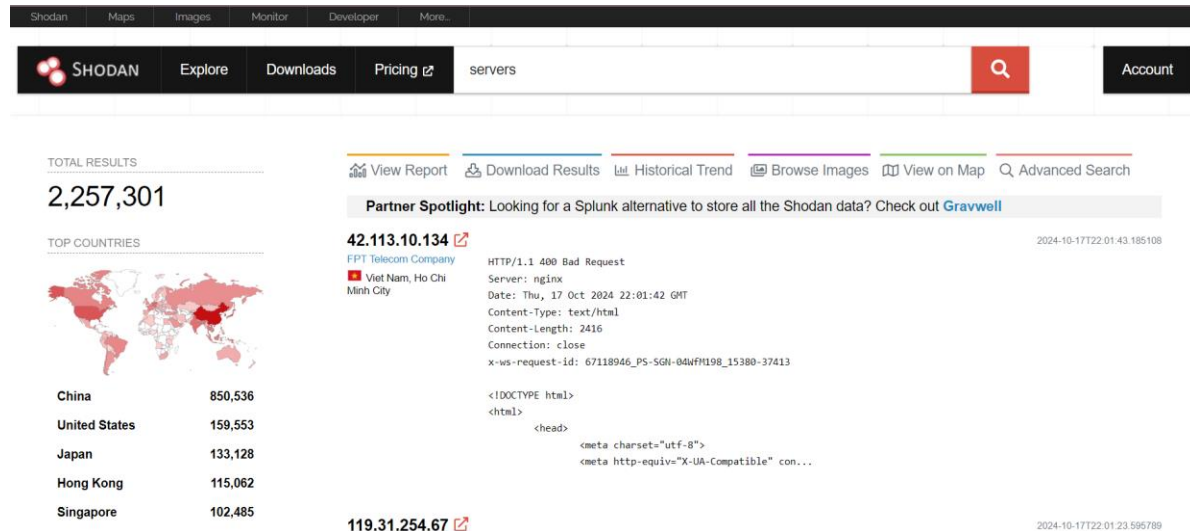 Shodan Maps Images Monitor Developer More...
SHODAN Explore Downloads Pricing servers Account
TOTAL RESULTS
2,257,301
TOP COUNTRIES
China 850,536
United States 159,553
Japan 133,128
Hong Kong 115,062
Singapore 102,485
View Report Download Results Historical Trend Browse Images View on Map Advanced Search
Partner Spotlight: Looking for a Splunk alternative to store all the Shodan data? Check out Gravwell
42.113.10.134 2024-10-17T22:01:43.185108
FPT Telecom Company
Viet Nam, Ho Chi
Minh City
HTTP/1.1 400 Bad Request
Server: nginx
Date: Thu, 17 Oct 2024 22:01:42 GMT
Content-Type: text/html
Content-Length: 2416
Connection: close
x-ws-request-id: 67118946_PS-SGN-04WfM198_15380-37413
<!DOCTYPE html>
<html>
<head>
<meta charset="utf-8">
<meta http-equiv="X-UA-Compatible" con...
119.31.254.67 2024-10-17T22:01:23.595789